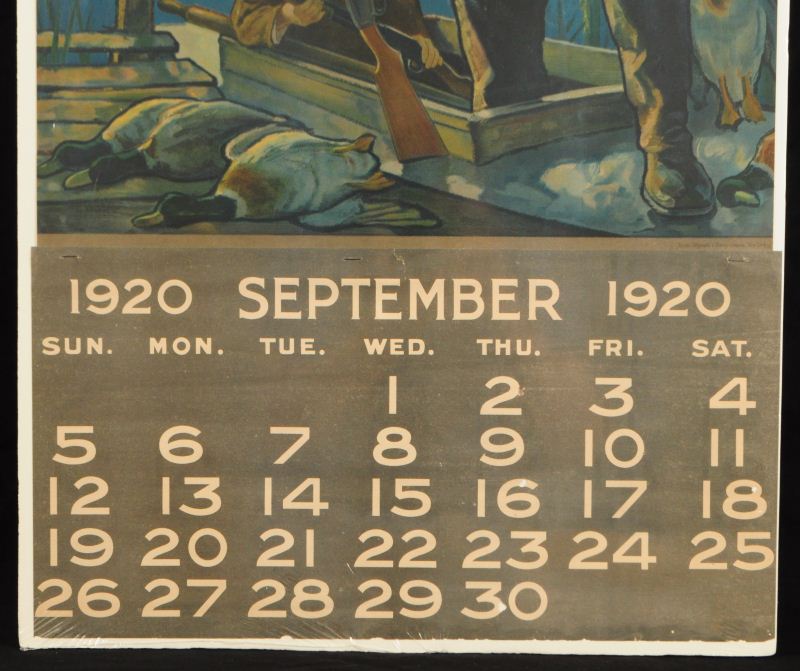 1920 SEPTEMBER 1920
SUN. MON. TUE. WED. THU. FRI. SAT.
1 2 3 4
5 6 7 8 9 10 11
12 13 14 15 16 17 18
19 20 21 22 23 24 25
26 27 28 29 30